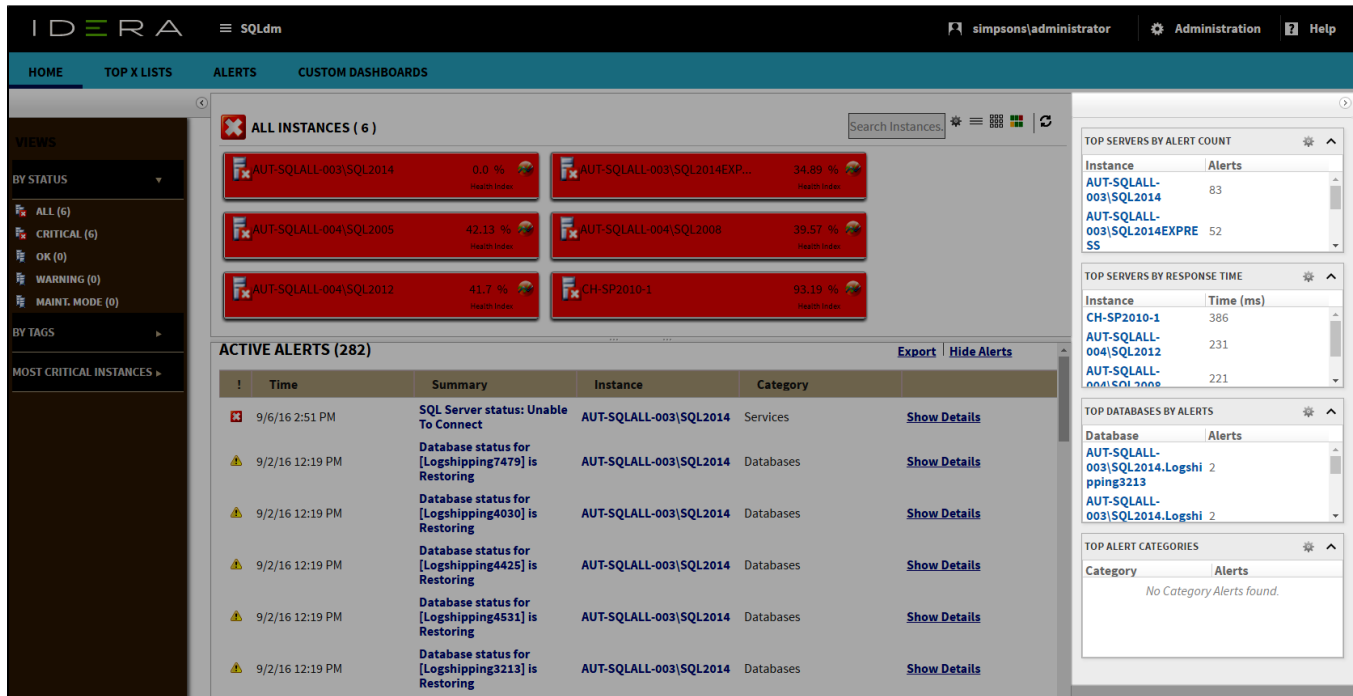 IDERA
SQLdm
simpsons\administrator
Administration
? Help
HOME TOP X LISTS ALERTS CUSTOM DASHBOARDS
VIEWS
BY STATUS
ALL (6)
CRITICAL (6)
OK (0)
WARNING (0)
MAINT. MODE (0)
BY TAGS
MOST CRITICAL INSTANCES
ALL INSTANCES ( 6 )
Search Instances.
AUT-SQLALL-003\SQL2014 0.0 %
Health Index
AUT-SQLALL-003\SQL2014EXP... 34.89 %
Health Index
AUT-SQLALL-004\SQL2005 42.13 %
Health Index
AUT-SQLALL-004\SQL2008 39.57 %
Health Index
AUT-SQLALL-004\SQL2012 41.7 %
Health Index
CH-SP2010-1 93.19 %
Health Index
ACTIVE ALERTS (282)
Export Hide Alerts
! Time Summary Instance Category
9/6/16 2:51 PM SQL Server status: Unable
To Connect AUT-SQLALL-003\SQL2014 Services Show Details
9/2/16 12:19 PM Database status for
[Logshipping7479] is
Restoring AUT-SQLALL-003\SQL2014 Databases Show Details
9/2/16 12:19 PM Database status for
[Logshipping4030] is
Restoring AUT-SQLALL-003\SQL2014 Databases Show Details
9/2/16 12:19 PM Database status for
[Logshipping4425] is
Restoring AUT-SQLALL-003\SQL2014 Databases Show Details
9/2/16 12:19 PM Database status for
[Logshipping4531] is
Restoring AUT-SQLALL-003\SQL2014 Databases Show Details
9/2/16 12:19 PM Database status for
[Logshipping3213] is
Restoring AUT-SQLALL-003\SQL2014 Databases Show Details
TOP SERVERS BY ALERT COUNT
Instance Alerts
AUT-SQLALL-
003\SQL2014 83
AUT-SQLALL-
003\SQL2014EXPRE 52
SS
TOP SERVERS BY RESPONSE TIME
Instance Time (ms)
CH-SP2010-1 386
AUT-SQLALL-
004\SQL2012 231
AUT-SQLALL-
004\SQL2008 221
TOP DATABASES BY ALERTS
Database Alerts
AUT-SQLALL-
003\SQL2014.Logshi 2
pping3213
AUT-SQLALL-
003\SQL2014.Logshi 2
TOP ALERT CATEGORIES
Category Alerts
No Category Alerts found.